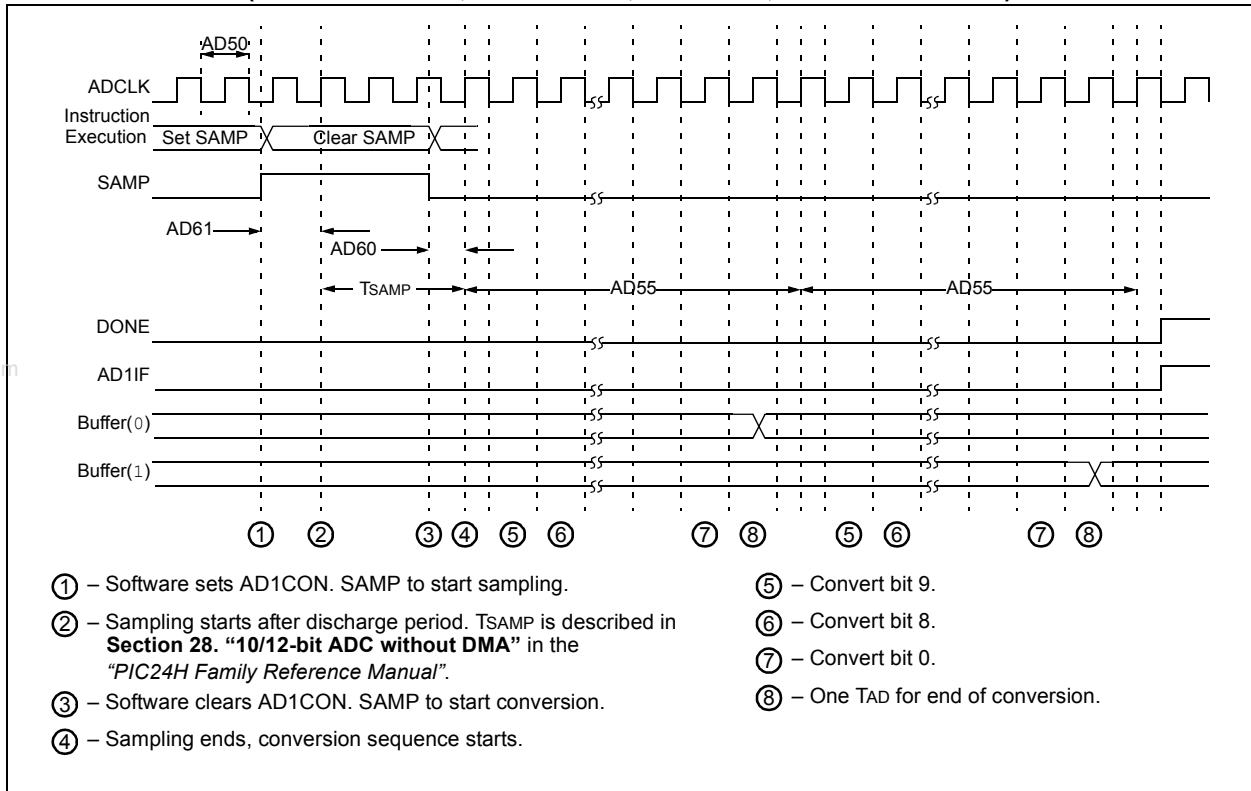 AD50
ADCLK
Instruction
Execution Set SAMP Clear SAMP
SAMP
AD61
AD60
TSAMP AD55 AD55
DONE
AD1IF
Buffer(0)
Buffer(1)
1 2 3 4 5 6 7 8 5 6 7 8
1 – Software sets AD1CON. SAMP to start sampling.
2 – Sampling starts after discharge period. TSAMP is described in
Section 28. “10/12-bit ADC without DMA” in the
“PIC24H Family Reference Manual”.
3 – Software clears AD1CON. SAMP to start conversion.
4 – Sampling ends, conversion sequence starts.
5 – Convert bit 9.
6 – Convert bit 8.
7 – Convert bit 0.
8 – One TAD for end of conversion.